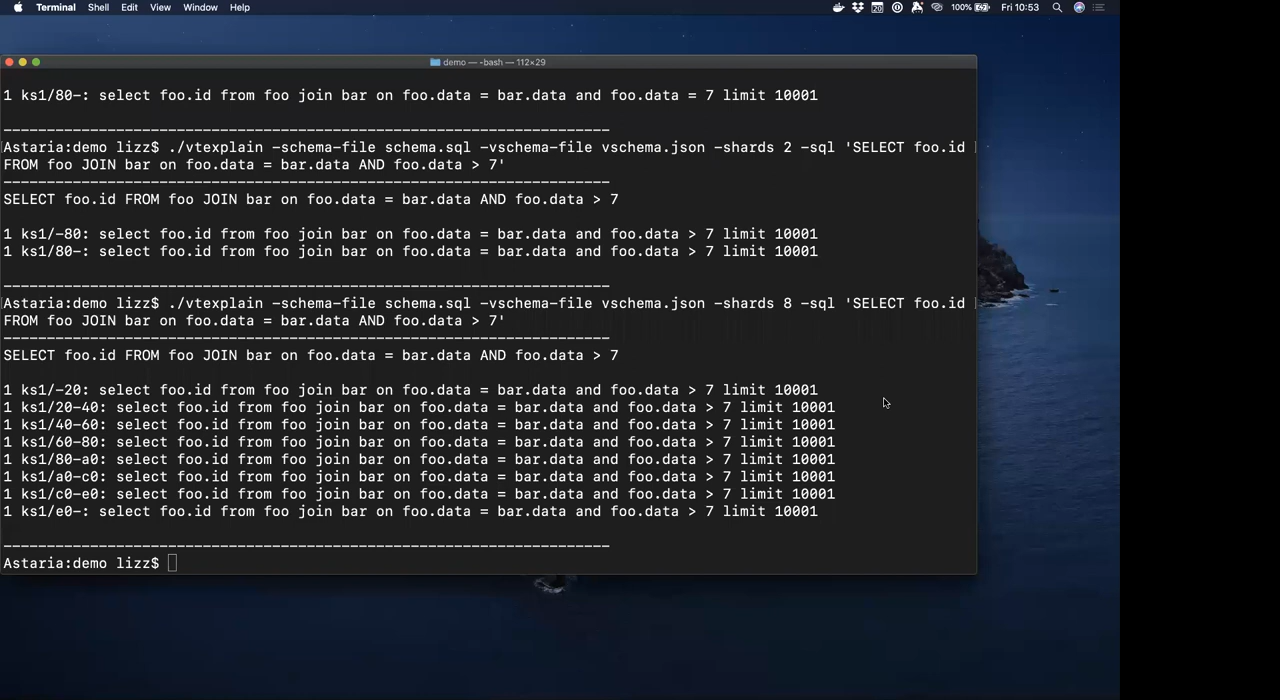 Terminal Shell Edit View Window Help 20 100% Fri 10:53
demo — -bash — 112×29
1 ks1/80-: select foo.id from foo join bar on foo.data = bar.data and foo.data = 7 limit 10001
----------------------------------------------------------------------
Astaria:demo lizz$ ./vtexplain -schema-file schema.sql -vschema-file vschema.json -shards 2 -sql 'SELECT foo.id
FROM foo JOIN bar on foo.data = bar.data AND foo.data > 7'
----------------------------------------------------------------------
SELECT foo.id FROM foo JOIN bar on foo.data = bar.data AND foo.data > 7
1 ks1/-80: select foo.id from foo join bar on foo.data = bar.data and foo.data > 7 limit 10001
1 ks1/80-: select foo.id from foo join bar on foo.data = bar.data and foo.data > 7 limit 10001
----------------------------------------------------------------------
Astaria:demo lizz$ ./vtexplain -schema-file schema.sql -vschema-file vschema.json -shards 8 -sql 'SELECT foo.id
FROM foo JOIN bar on foo.data = bar.data AND foo.data > 7'
----------------------------------------------------------------------
SELECT foo.id FROM foo JOIN bar on foo.data = bar.data AND foo.data > 7
1 ks1/-20: select foo.id from foo join bar on foo.data = bar.data and foo.data > 7 limit 10001
1 ks1/20-40: select foo.id from foo join bar on foo.data = bar.data and foo.data > 7 limit 10001
1 ks1/40-60: select foo.id from foo join bar on foo.data = bar.data and foo.data > 7 limit 10001
1 ks1/60-80: select foo.id from foo join bar on foo.data = bar.data and foo.data > 7 limit 10001
1 ks1/80-a0: select foo.id from foo join bar on foo.data = bar.data and foo.data > 7 limit 10001
1 ks1/a0-c0: select foo.id from foo join bar on foo.data = bar.data and foo.data > 7 limit 10001
1 ks1/c0-e0: select foo.id from foo join bar on foo.data = bar.data and foo.data > 7 limit 10001
1 ks1/e0-: select foo.id from foo join bar on foo.data = bar.data and foo.data > 7 limit 10001
----------------------------------------------------------------------
Astaria:demo lizz$